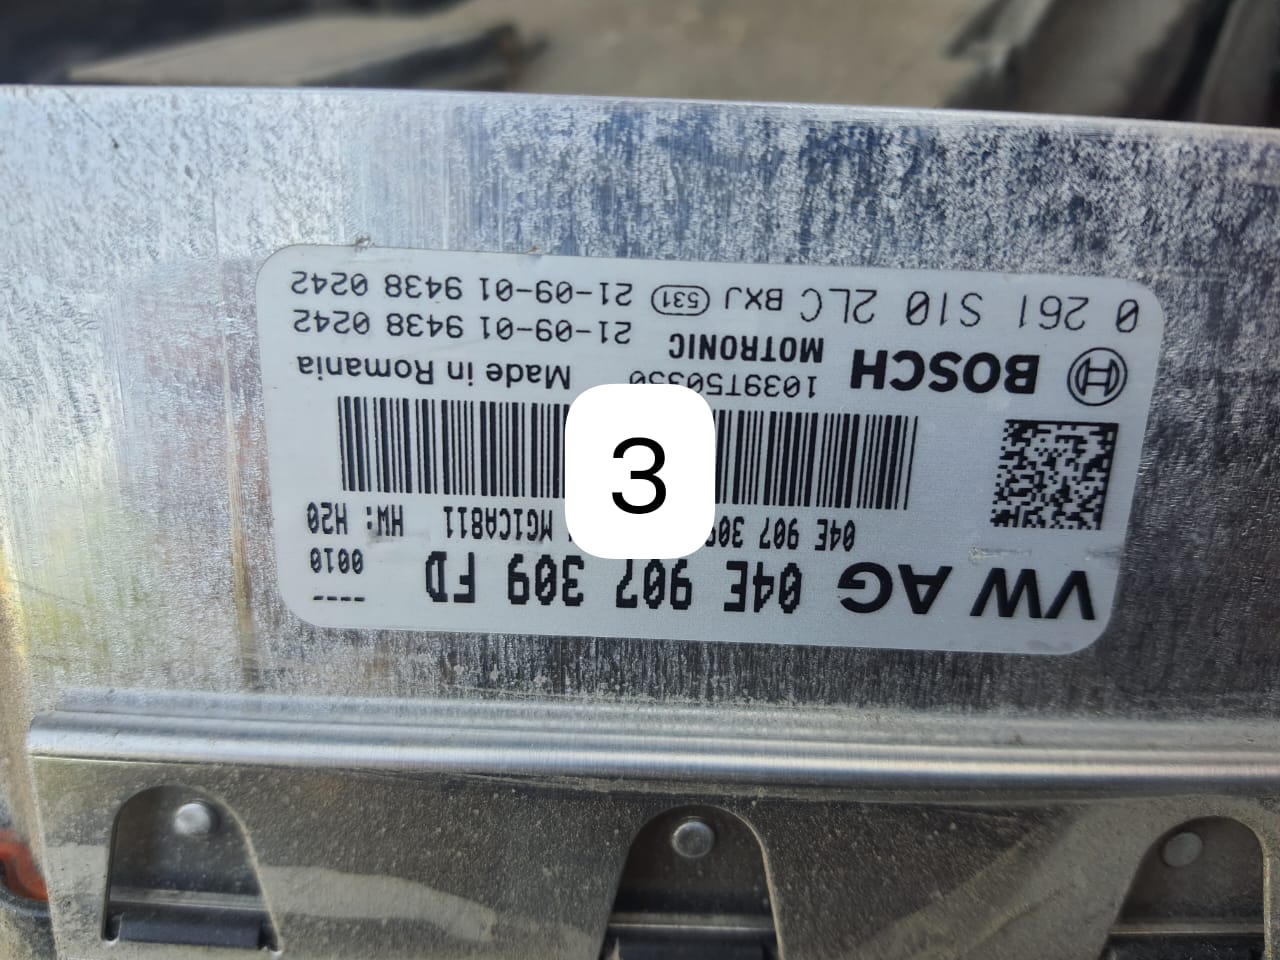 VW AG 04E 907 309 FD
---
0010
04E 907 309 MG1CA811 HW: H20
1039T50330 Made in Romania
BOSCH MOTRONIC 21-09-01 9438 0242
0 261 S10 2LC BXJ 531 21-09-01 9438 0242
3